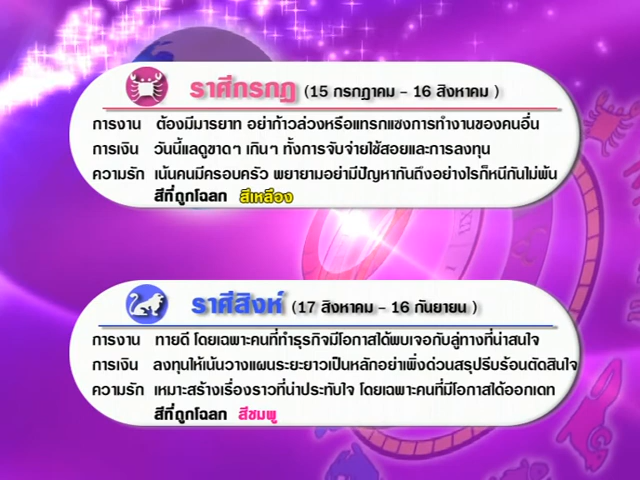 ราศีกรกฎ (15 กรกฎาคม - 16 สิงหาคม )
การงาน ต้องมีมารยาท อย่าก้าวล่วงหรือแทรกแซงการทำงานของคนอื่น
การเงิน วันนี้แลดูขาดๆ เกินๆ ทั้งการจับจ่ายใช้สอยและการลงทุน
ความรัก เน้นคนมีครอบครัว พยายามอย่ามีปัญหากันถึงอย่างไรก็หนีกันไม่พ้น
สีที่ถูกโฉลก สีเหลือง
ราศีสิงห์ (17 สิงหาคม - 16 กันยายน )
การงาน ทายดี โดยเฉพาะคนที่ทำธุรกิจมีโอกาสได้พบเจอกับลู่ทางที่น่าสนใจ
การเงิน ลงทุนให้เน้นวางแผนระยะยาวเป็นหลักอย่าเพิ่งด่วนสรุปรีบร้อนตัดสินใจ
ความรัก เหมาะสร้างเรื่องราวที่น่าประทับใจ โดยเฉพาะคนที่มีโอกาสได้ออกเดท
สีที่ถูกโฉลก สีชมพู